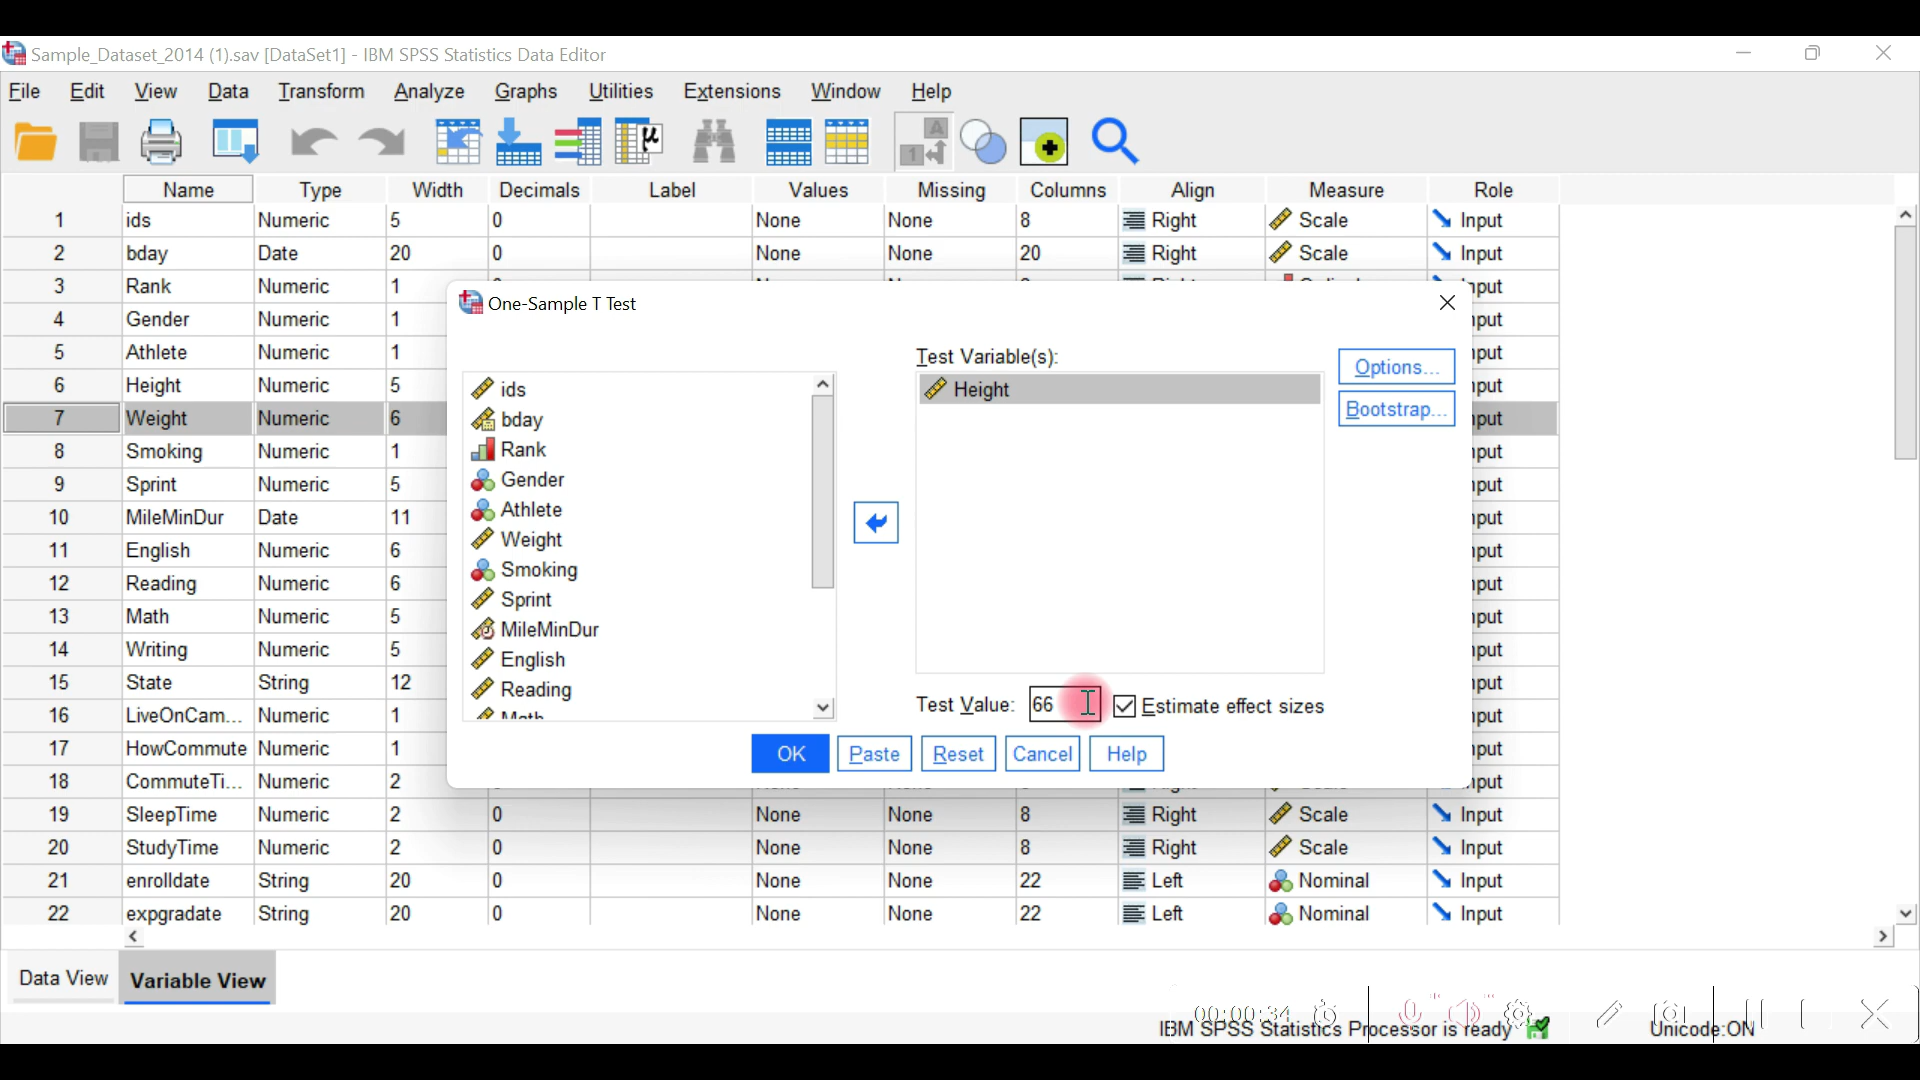 Sample_Dataset_2014 (1).sav [DataSet1] - IBM SPSS Statistics Data Editor
File Edit View Data Transform Analyze Graphs Utilities Extensions Window Help
Name Type Width Decimals Label Values Missing Columns Align Measure Role
1 ids Numeric 5 0 None None 8 Right Scale Input
2 bday Date 20 0 None None 20 Right Scale Input
3 Rank Numeric 1
4 Gender Numeric 1
5 Athlete Numeric 1
6 Height Numeric 5
7 Weight Numeric 6
8 Smoking Numeric 1
9 Sprint Numeric 5
10 MileMinDur Date 11
11 English Numeric 6
12 Reading Numeric 6
13 Math Numeric 5
14 Writing Numeric 5
15 State String 12
16 LiveOnCam... Numeric 1
17 HowCommute Numeric 1
18 CommuteTi... Numeric 2
19 SleepTime Numeric 2 0 None None 8 Right Scale Input
20 StudyTime Numeric 2 0 None None 8 Right Scale Input
21 enrolldate String 20 0 None None 22 Left Nominal Input
22 expgradate String 20 0 None None 22 Left Nominal Input
One-Sample T Test
ids
bday
Rank
Gender
Athlete
Weight
Smoking
Sprint
MileMinDur
English
Reading
Math
Test Variable(s):
Height
Options...
Bootstrap...
Test Value: 66 Estimate effect sizes
OK Paste Reset Cancel Help
Data View Variable View
00:00:34
IBM SPSS Statistics Processor is ready Unicode:ON